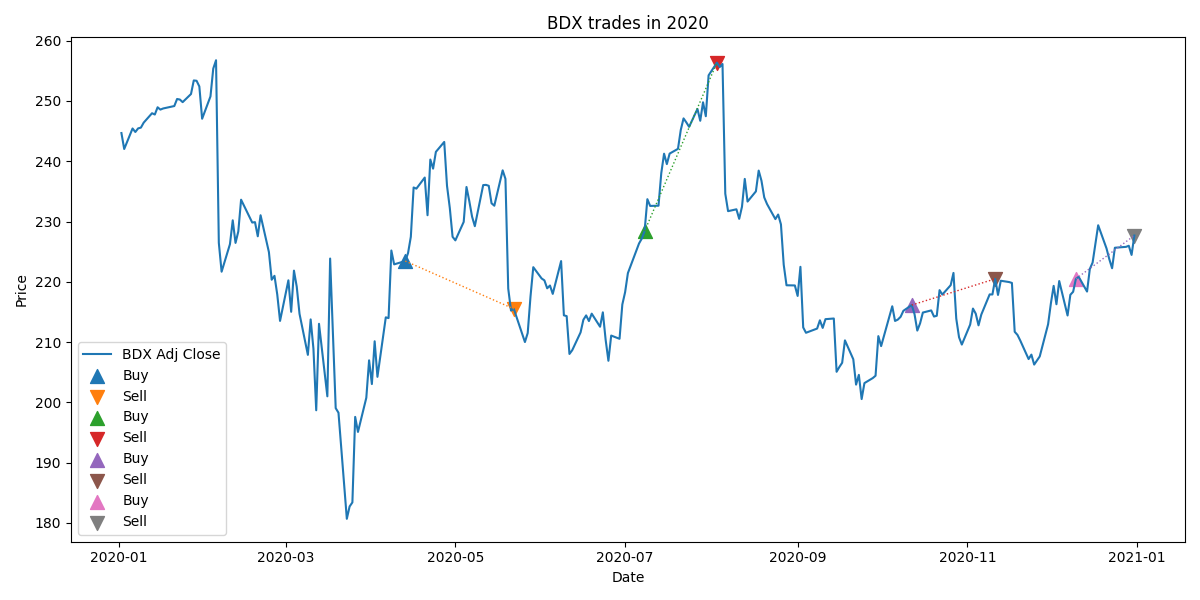 BDX trades in 2020
Price
260
250
240
230
220
210
200
190
180
BDX Adj Close
Buy
Sell
Buy
Sell
Buy
Sell
Buy
Sell
2020-01
2020-03
2020-05
2020-07
2020-09
2020-11
2021-01
Date